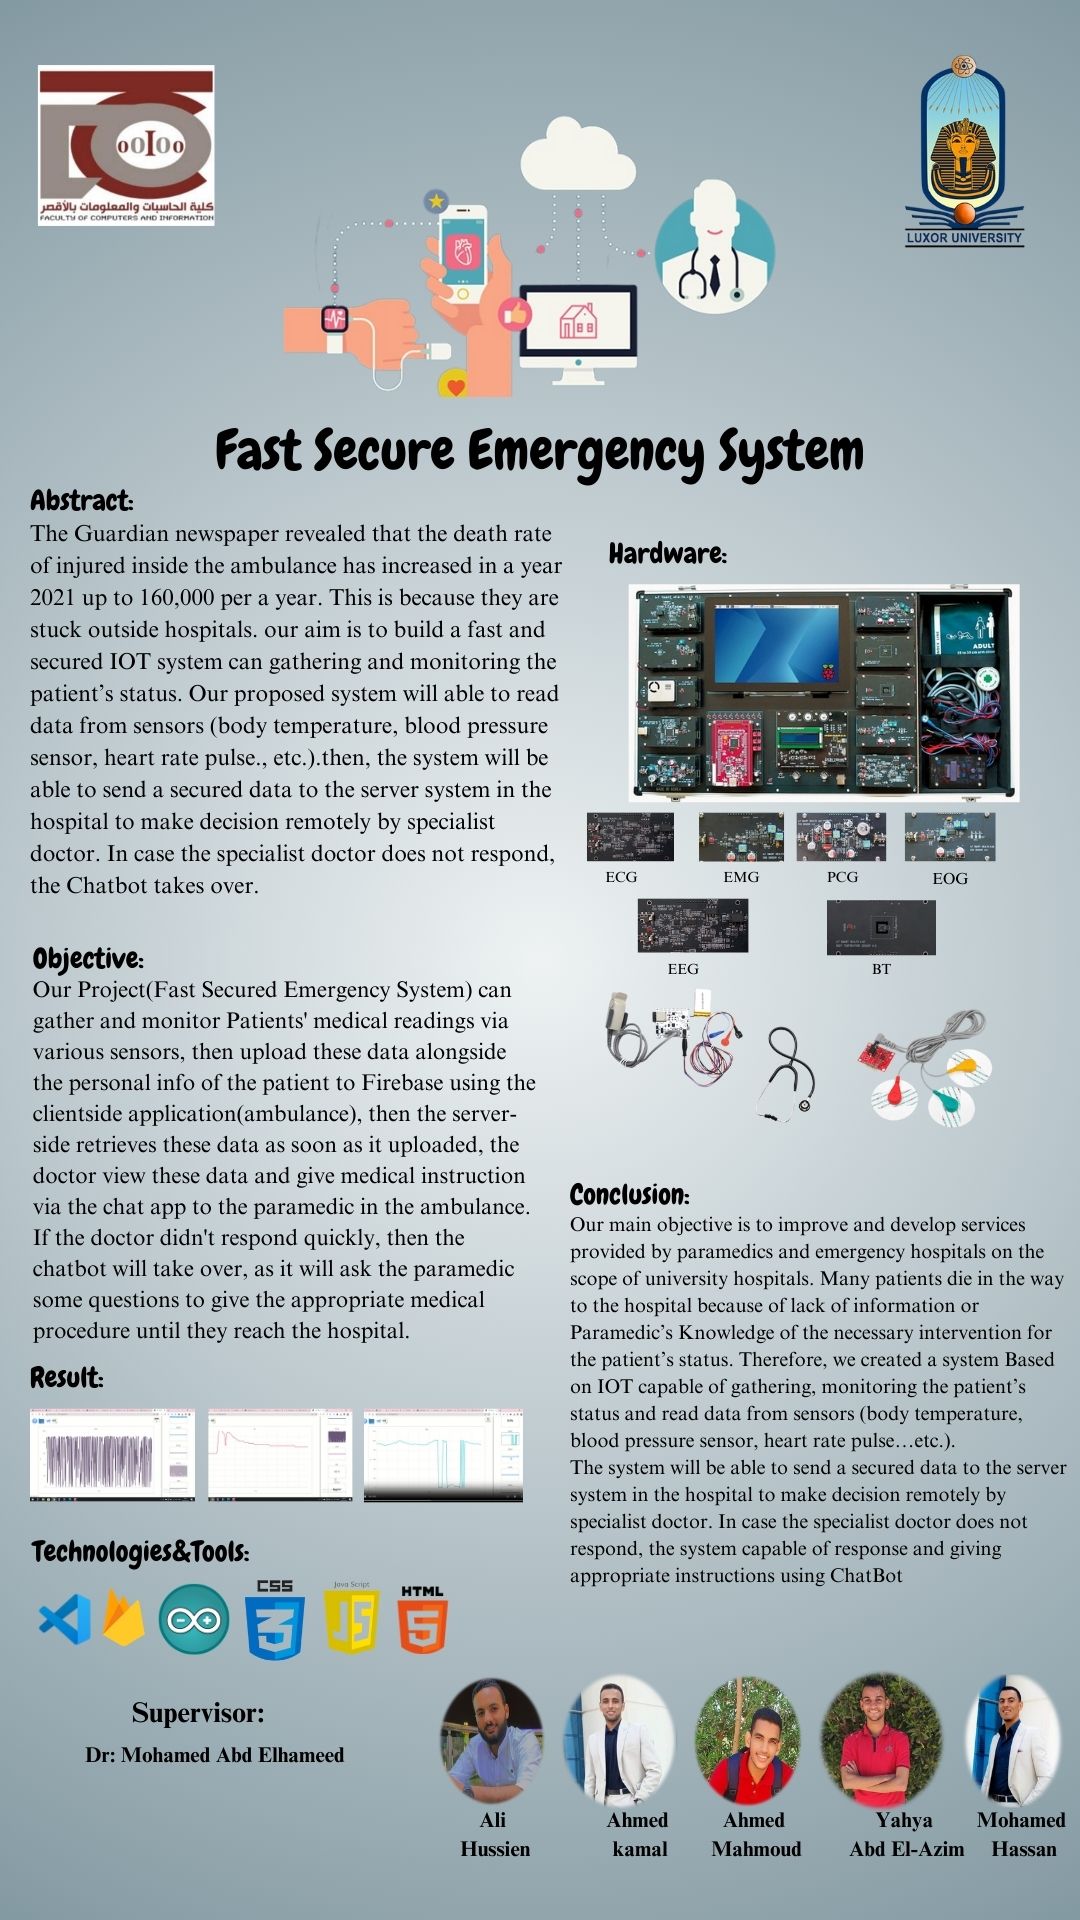 كلية الحاسبات والمعلومات بالأقصر
FACULTY OF COMPUTERS AND INFORMATION
LUXOR UNIVERSITY
Fast Secure Emergency System
Abstract:
The Guardian newspaper revealed that the death rate
of injured inside the ambulance has increased in a year
2021 up to 160,000 per a year. This is because they are
stuck outside hospitals. our aim is to build a fast and
secured IOT system can gathering and monitoring the
patient’s status. Our proposed system will able to read
data from sensors (body temperature, blood pressure
sensor, heart rate pulse., etc.).then, the system will be
able to send a secured data to the server system in the
hospital to make decision remotely by specialist
doctor. In case the specialist doctor does not respond,
the Chatbot takes over.
Objective:
Our Project(Fast Secured Emergency System) can
gather and monitor Patients' medical readings via
various sensors, then upload these data alongside
the personal info of the patient to Firebase using the
clientside application(ambulance), then the server-
side retrieves these data as soon as it uploaded, the
doctor view these data and give medical instruction
via the chat app to the paramedic in the ambulance.
If the doctor didn't respond quickly, then the
chatbot will take over, as it will ask the paramedic
some questions to give the appropriate medical
procedure until they reach the hospital.
Result:
Technologies&Tools:
CSS
3
Java Script
JS
HTML
5
Supervisor:
Dr: Mohamed Abd Elhameed
Hardware:
ADULT
ECG
EMG
PCG
EOG
EEG
BT
Conclusion:
Our main objective is to improve and develop services
provided by paramedics and emergency hospitals on the
scope of university hospitals. Many patients die in the way
to the hospital because of lack of information or
Paramedic’s Knowledge of the necessary intervention for
the patient’s status. Therefore, we created a system Based
on IOT capable of gathering, monitoring the patient’s
status and read data from sensors (body temperature,
blood pressure sensor, heart rate pulse…etc.).
The system will be able to send a secured data to the server
system in the hospital to make decision remotely by
specialist doctor. In case the specialist doctor does not
respond, the system capable of response and giving
appropriate instructions using ChatBot
Ali
Hussien
Ahmed
kamal
Ahmed
Mahmoud
Yahya
Abd El-Azim
Mohamed
Hassan